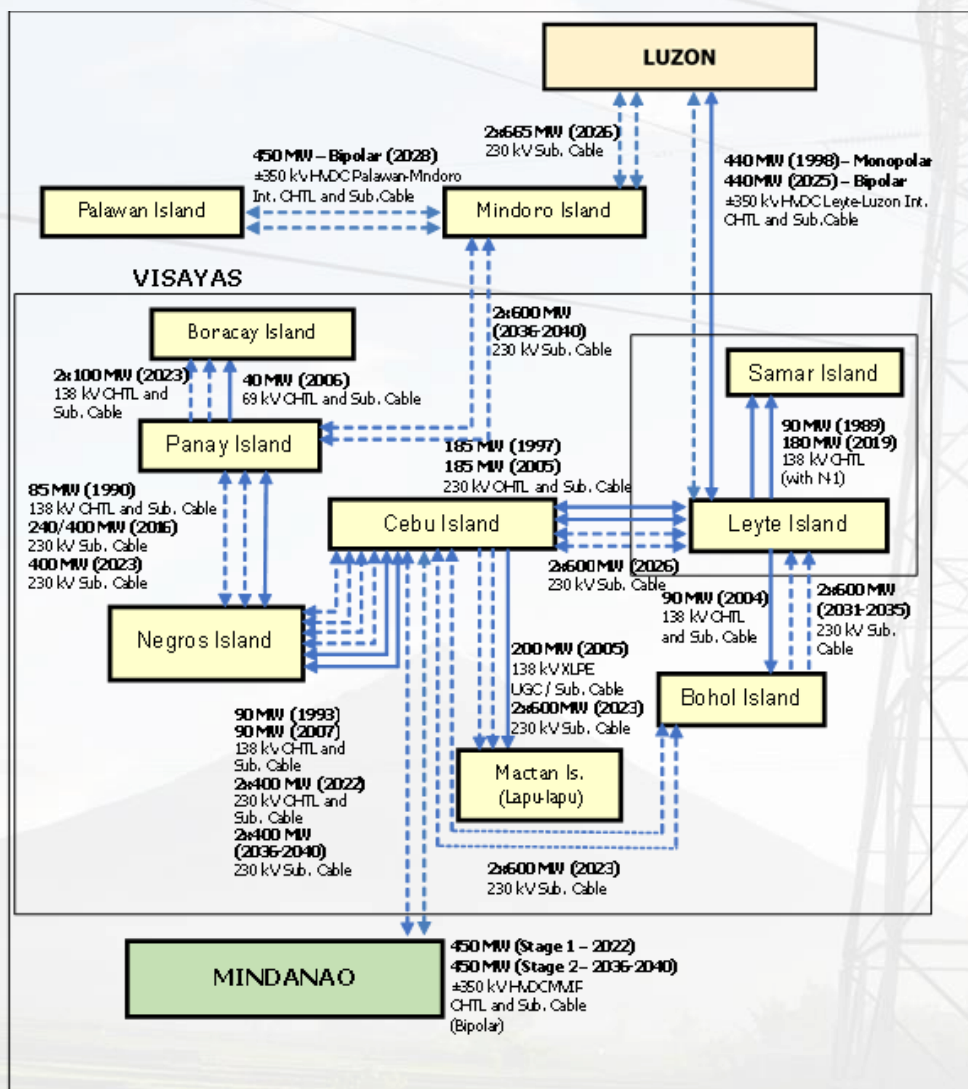 LUZON
2x665 MW (2026)
230 kV Sub. Cable
450 MW – Bipolar (2028)
±350 kV HVDC Palawan-Mndoro
Int. CHTL and Sub.Cable
440 MW (1998) – Monopolar
440MW (2025) – Bipolar
±350 kV HVDC Leyte-Luzon Int.
CHTL and Sub.Cable
Palawan Island
Mindoro Island
VISAYAS
Boracay Island
2x600 MW
(2036-2040)
230 kV Sub. Cable
Samar Island
2x100 MW (2023)
138 kV CHTL and
Sub. Cable
40 MW (2006)
69 kV CHTL and Sub. Cable
Panay Island
90 MW (1989)
180 MW (2019)
138 kV CHTL
(with N-1)
185 MW (1997)
185 MW (2005)
230 kV CHTL and Sub. Cable
85 MW (1990)
138 kV CHTL and Sub. Cable
240/400 MW (2016)
230 kV Sub. Cable
400 MW (2023)
230 kV Sub. Cable
Cebu Island
Leyte Island
2x600 MW (2026)
230 kV Sub. Cable
Negros Island
90 MW (2004)
138 kV CHTL
and Sub. Cable
2x600 MW
(2031-2035)
230 kV Sub.
Cable
200 MW (2005)
138 kV XLPE
UGC / Sub. Cable
2x600 MW (2023)
230 kV Sub. Cable
Bohol Island
90 MW (1993)
90 MW (2007)
138 kV CHTL and
Sub. Cable
2x400 MW (2022)
230 kV CHTL and
Sub. Cable
2x400 MW
(2036-2040)
230 kV Sub. Cable
Mactan Is.
(Lapu-lapu)
2x600 MW (2023)
230 kV Sub. Cable
MINDANAO
450 MW (Stage 1 – 2022)
450 MW (Stage 2 – 2036-2040)
±350 kV HVDC MVIP
CHTL and Sub. Cable
(Bipolar)